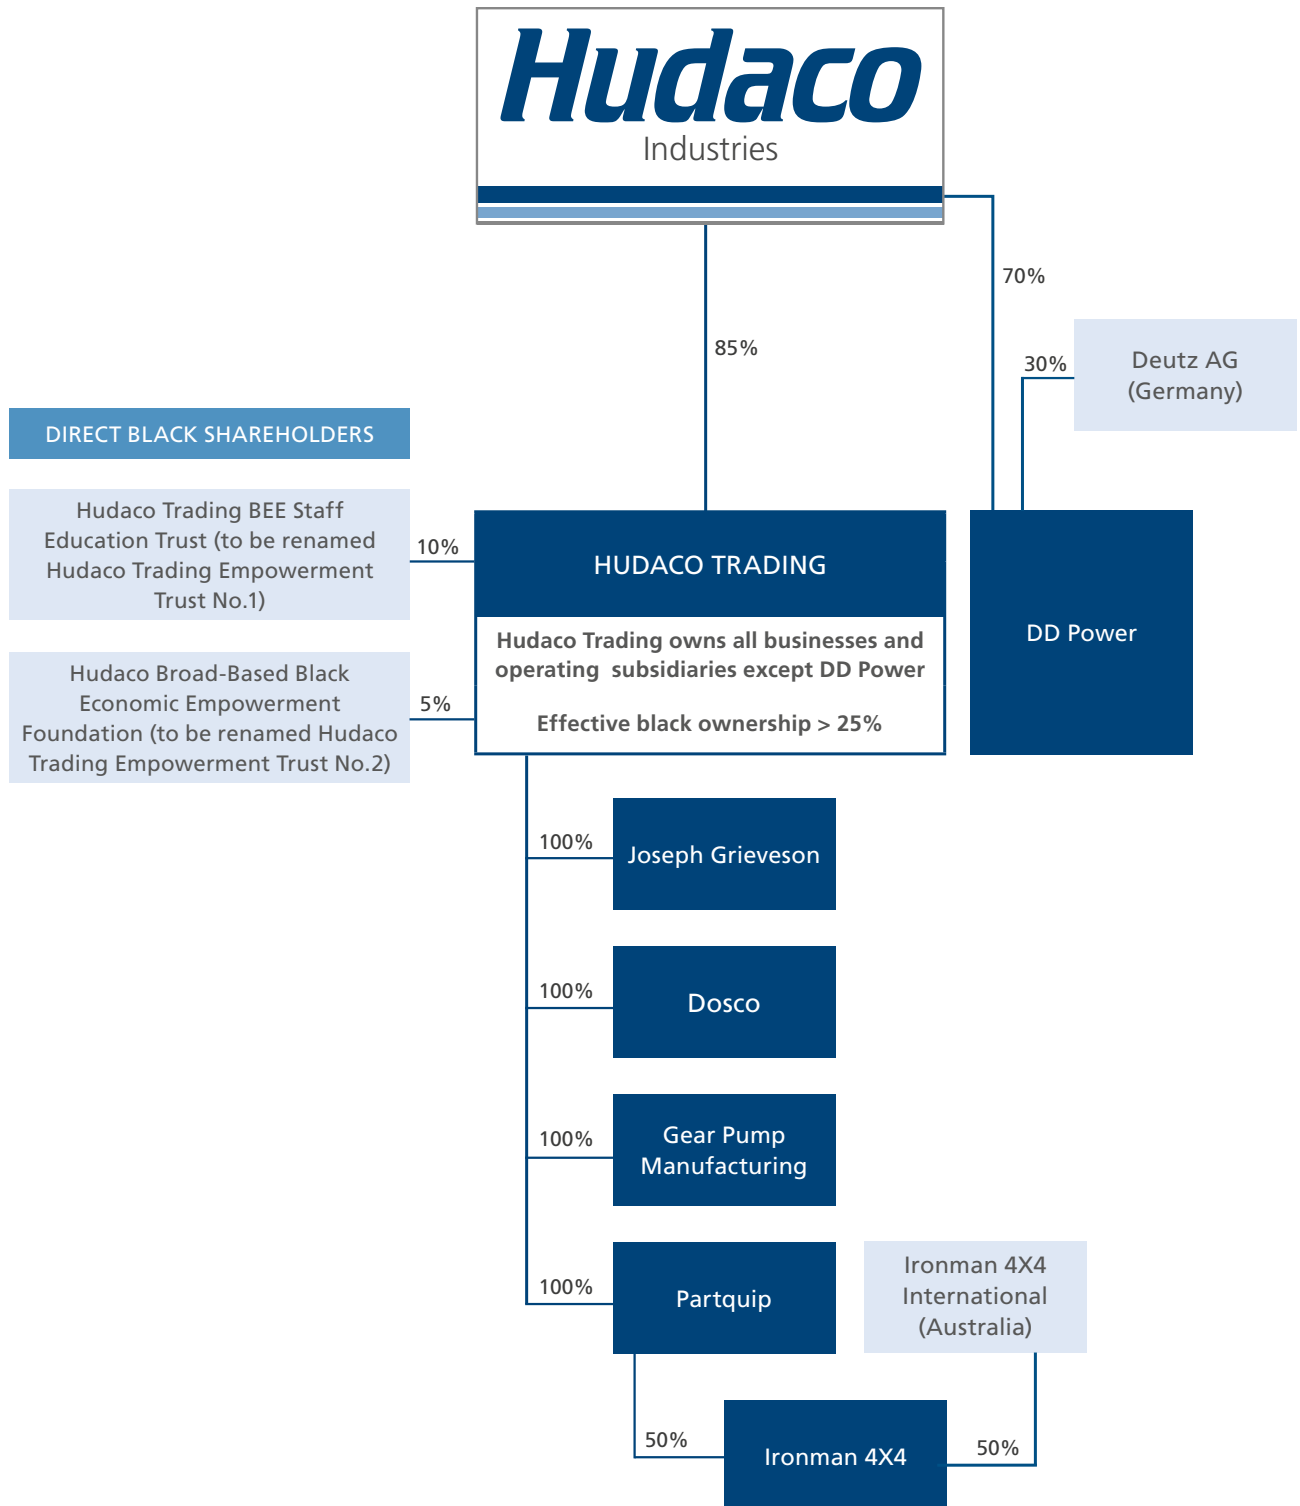 Hudaco
Industries
70%
85%
30%
Deutz AG
(Germany)
DIRECT BLACK SHAREHOLDERS
Hudaco Trading BEE Staff
Education Trust (to be renamed
Hudaco Trading Empowerment
Trust No.1)
10%
HUDACO TRADING
Hudaco Trading owns all businesses and
operating subsidiaries except DD Power
Effective black ownership > 25%
DD Power
Hudaco Broad-Based Black
Economic Empowerment
Foundation (to be renamed Hudaco
Trading Empowerment Trust No.2)
5%
100%
Joseph Grieveson
100%
Dosco
100%
Gear Pump
Manufacturing
100%
Partquip
Ironman 4X4
International
(Australia)
50%
Ironman 4X4
50%